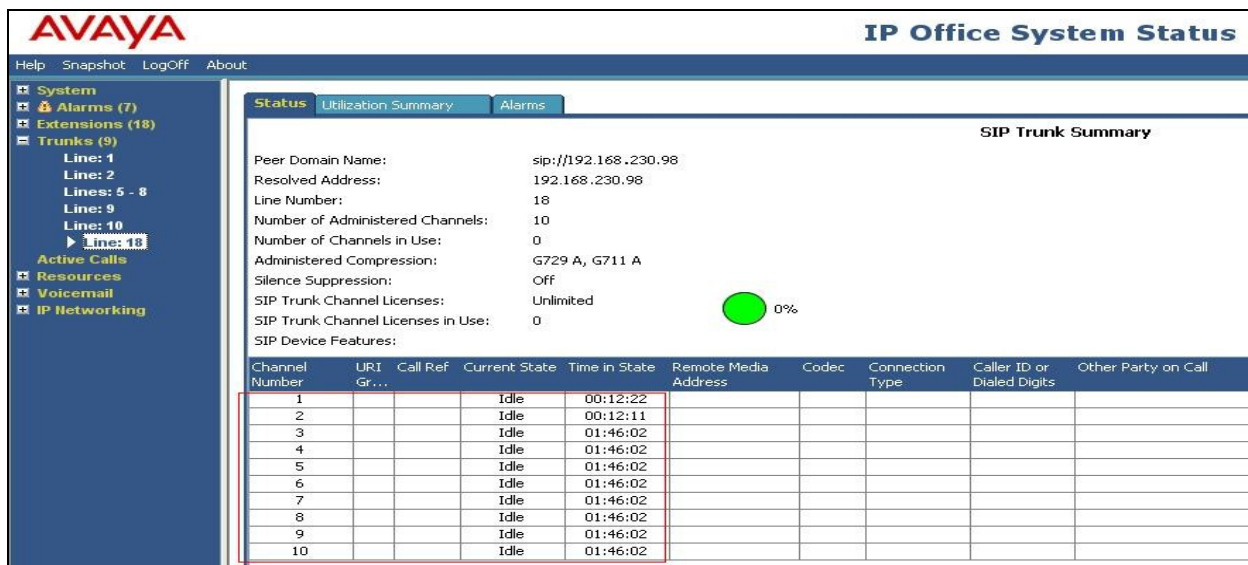 AVAYA
IP Office System Status
Help Snapshot LogOff About
System
Alarms (7)
Extensions (18)
Trunks (9)
Line: 1
Line: 2
Lines: 5 - 8
Line: 9
Line: 10
Line: 18
Active Calls
Resources
Voicemail
IP Networking
Status Utilization Summary Alarms
SIP Trunk Summary
Peer Domain Name: sip://192.168.230.98
Resolved Address: 192.168.230.98
Line Number: 18
Number of Administered Channels: 10
Number of Channels in Use: 0
Administered Compression: G729 A, G711 A
Silence Suppression: Off
SIP Trunk Channel Licenses: Unlimited
0%
SIP Trunk Channel Licenses in Use: 0
SIP Device Features:
Channel Number URI Gr... Call Ref Current State Time in State Remote Media Address Codec Connection Type Caller ID or Dialed Digits Other Party on Call
1 Idle 00:12:22
2 Idle 00:12:11
3 Idle 01:46:02
4 Idle 01:46:02
5 Idle 01:46:02
6 Idle 01:46:02
7 Idle 01:46:02
8 Idle 01:46:02
9 Idle 01:46:02
10 Idle 01:46:02